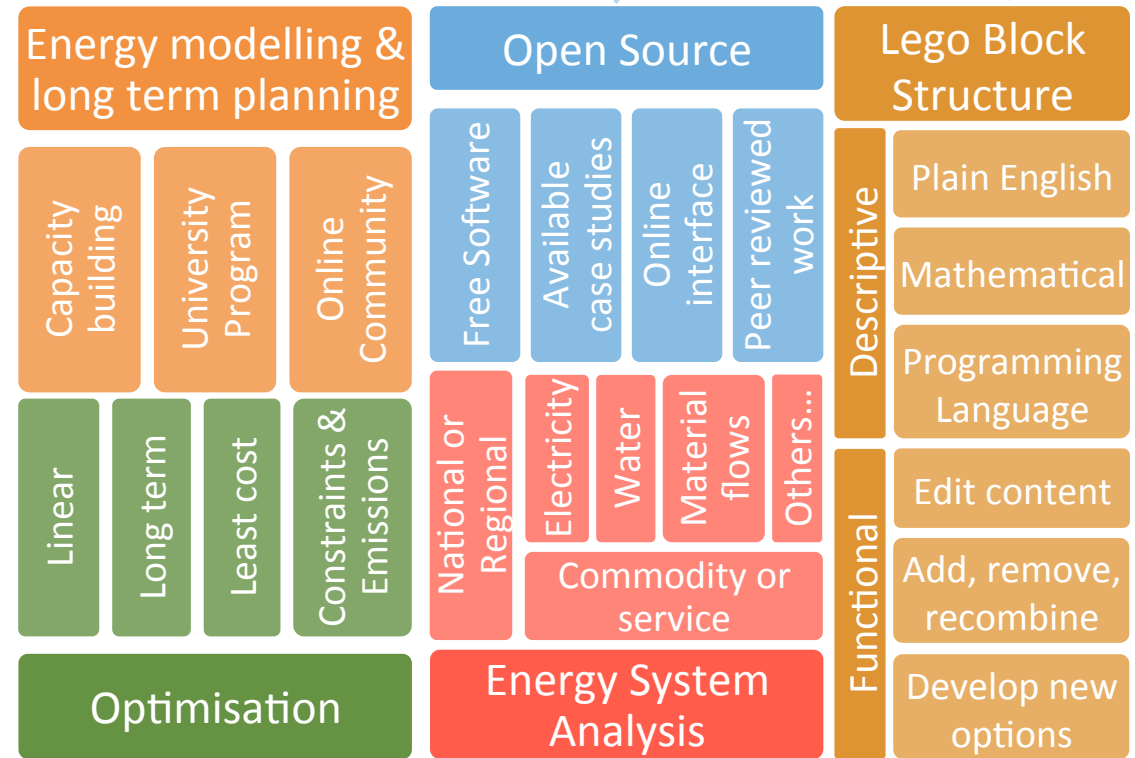 Energy modelling &
long term planning
Capacity
building
University
Program
Online
Community
Linear
Long term
Least cost
Constraints &
Emissions
Optimisation
Open Source
Free Software
Available
case studies
Online
interface
Peer reviewed
work
National or
Regional
Electricity
Water
Material
flows
Others...
Commodity or
service
Energy System
Analysis
Lego Block
Structure
Descriptive
Plain English
Mathematical
Programming
Language
Functional
Edit content
Add, remove,
recombine
Develop new
options